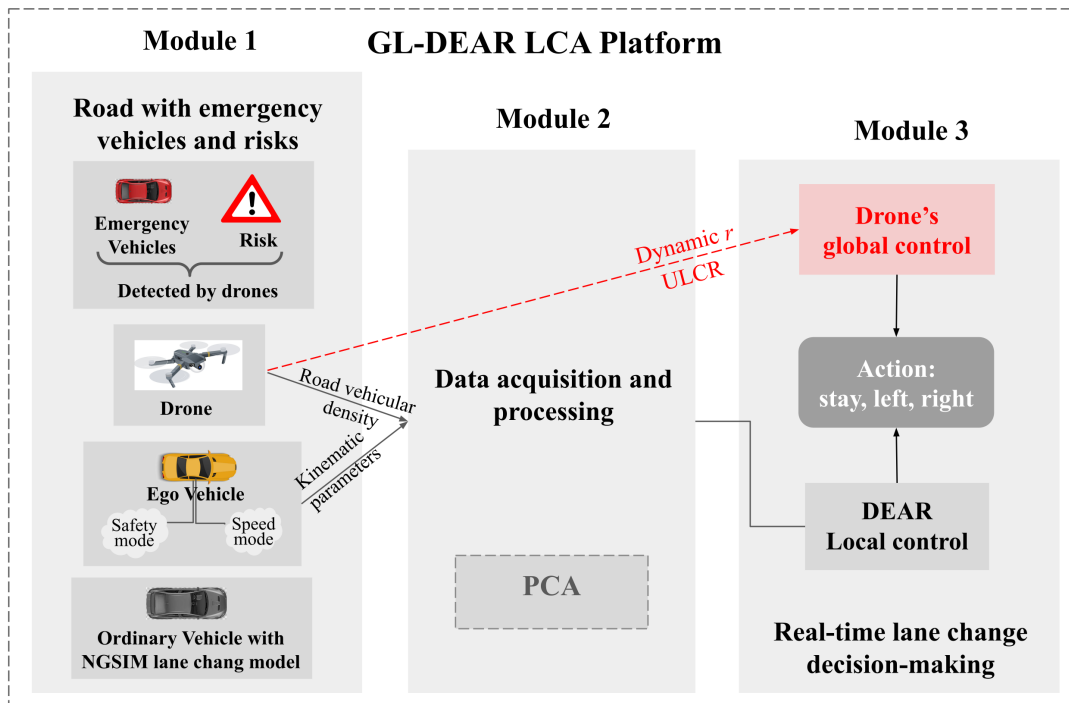 GL-DEAR LCA Platform
Module 1
Road with emergency
vehicles and risks
Emergency
Vehicles
Risk
Detected by drones
Drone
Ego Vehicle
Safety
mode
Speed
mode
Ordinary Vehicle with
NGSIM lane chang model
Dynamic r
ULCR
Road vehicular
density
Kinematic
parameters
Module 2
Data acquisition and
processing
PCA
Module 3
Drone's
global control
Action:
stay, left, right
DEAR
Local control
Real-time lane change
decision-making